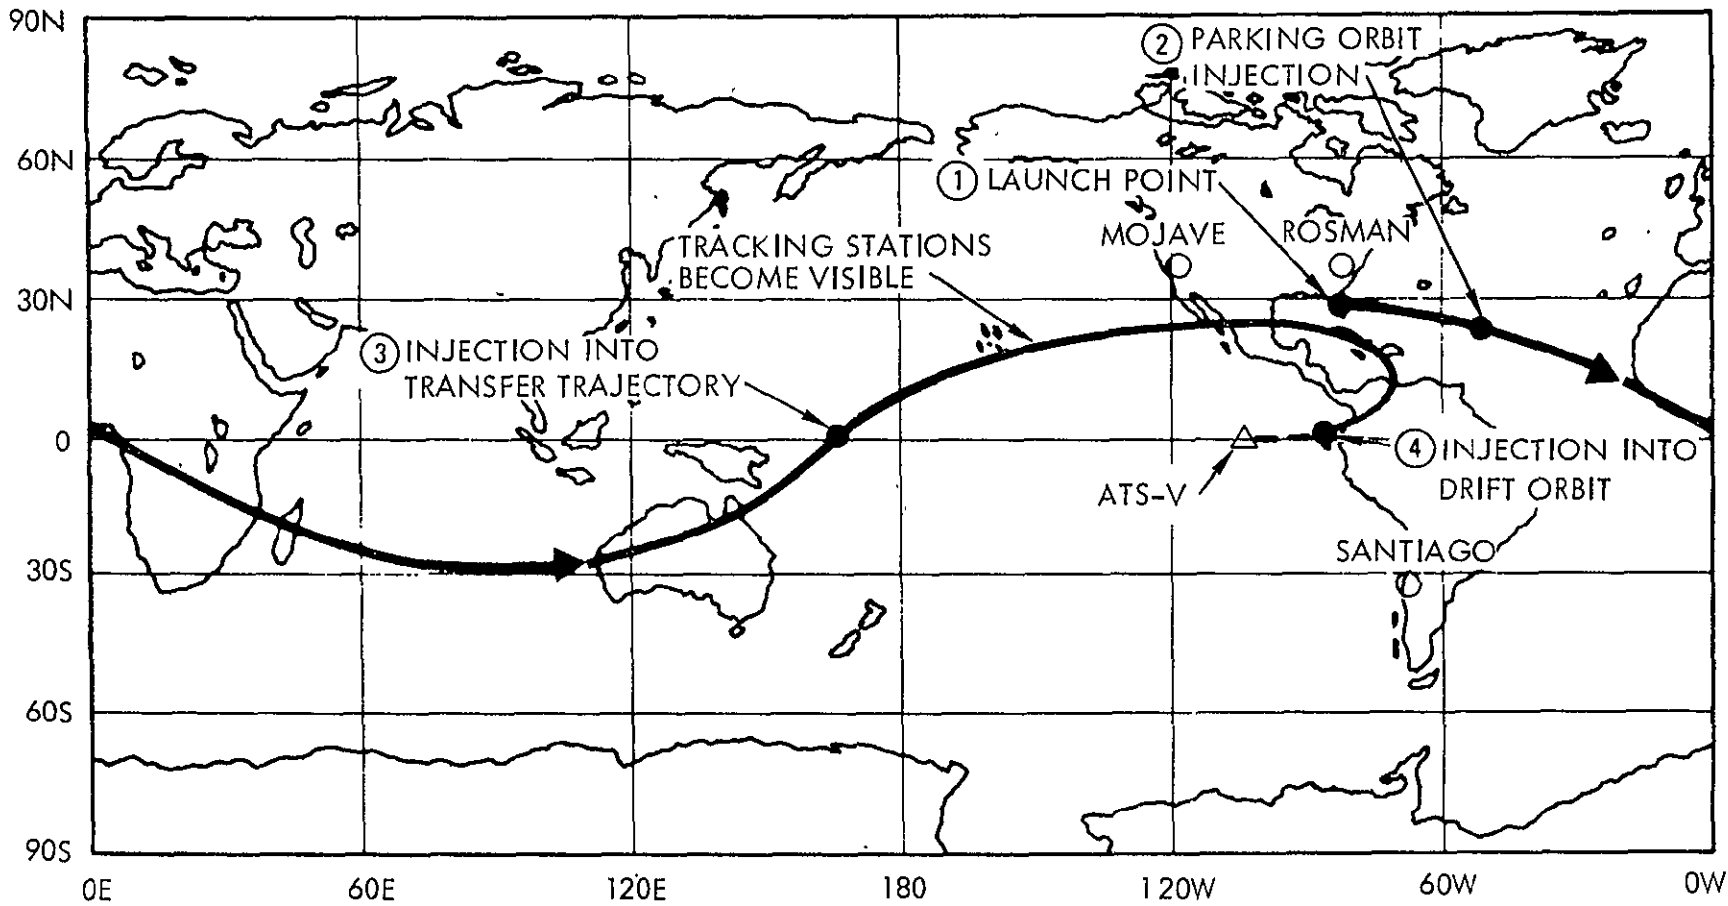 90N
② PARKING ORBIT
INJECTION
60N
① LAUNCH POINT
MOJAVE
ROSMAN
TRACKING STATIONS
BECOME VISIBLE
30N
③ INJECTION INTO
TRANSFER TRAJECTORY
0
④ INJECTION INTO
DRIFT ORBIT
ATS-V
SANTIAGO
30S
60S
90S
0E
60E
120E
180
120W
60W
0W